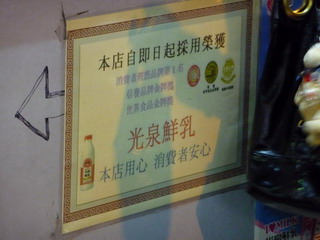 本店自即日起採用榮獲
消費者理想品牌第1名
信譽品牌金牌獎
世界食品金牌獎
光泉鮮乳
本店用心 消費者安心